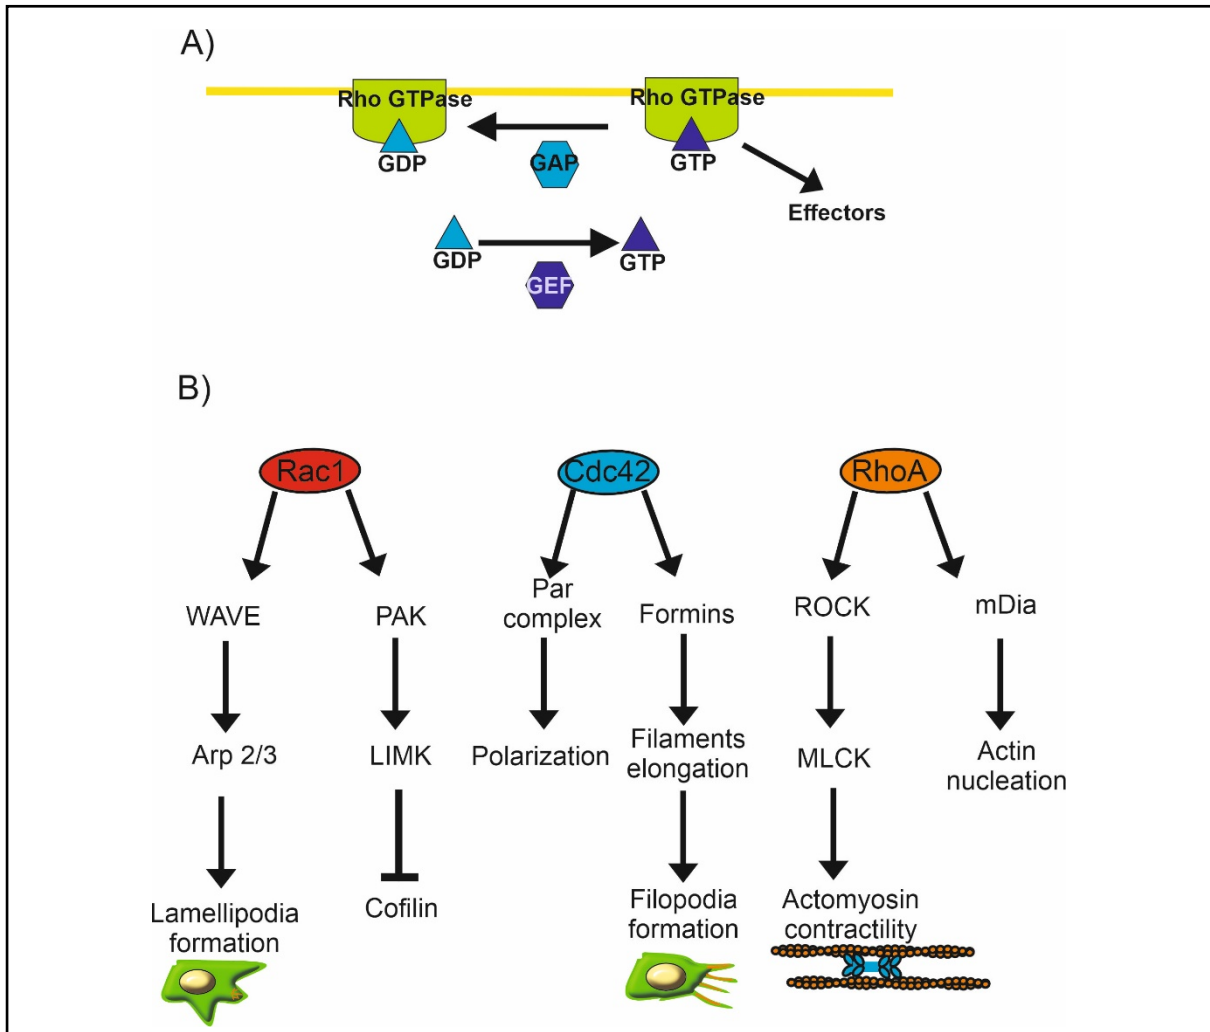 A)
Rho GTPase
Rho GTPase
GDP
GAP
GTP
Effectors
GDP
GEF
GTP
B)
Rac1
Cdc42
RhoA
WAVE
PAK
Par
complex
Formins
ROCK
mDia
Arp 2/3
LIMK
Polarization
Filaments
elongation
MLCK
Actin
nucleation
Lamellipodia
formation
Cofilin
Filopodia
formation
Actomyosin
contractility